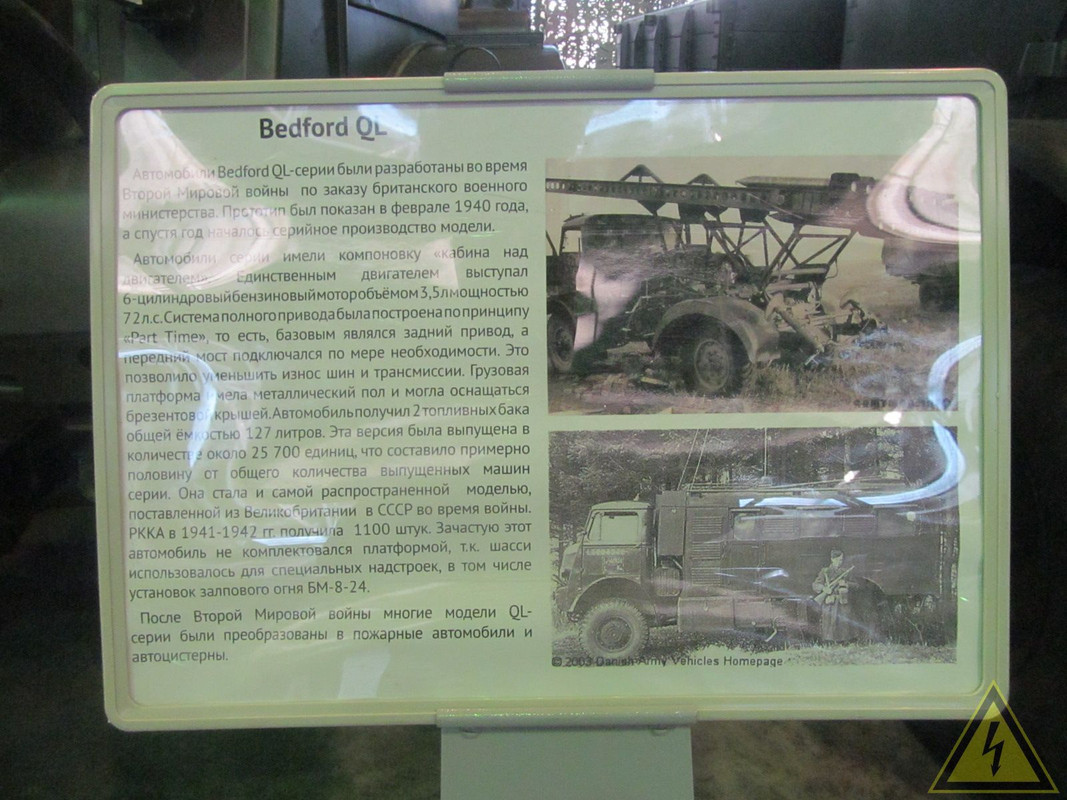 Bedford QL
Автомобили Bedford QL-серии были разработаны во время
Второй Мировой войны по заказу британского военного
министерства. Прототип был показан в феврале 1940 года,
а спустя год началось серийное производство модели.
Автомобили серии имели компоновку «кабина над
двигателем». Единственным двигателем выступал
6-цилиндровый бензиновый мотор объёмом 3,5 л мощностью
72 л.с. Система полного привода была построена по принципу
«Part Time», то есть, базовым являлся задний привод, а
передний мост подключался по мере необходимости. Это
позволило уменьшить износ шин и трансмиссии. Грузовая
платформа имела металлический пол и могла оснащаться
брезентовой крышей. Автомобиль получил 2 топливных бака
общей ёмкостью 127 литров. Эта версия была выпущена в
количестве около 25 700 единиц, что составило примерно
половину от общего количества выпущенных машин
серии. Она стала и самой распространенной моделью,
поставленной из Великобритании в СССР во время войны.
РККА в 1941-1942 гг. получила 1100 штук. Зачастую этот
автомобиль не комплектовался платформой, т.к. шасси
использовалось для специальных надстроек, в том числе
установок залпового огня БМ-8-24.
После Второй Мировой войны многие модели QL-
серии были преобразованы в пожарные автомобили и
автоцистерны.
© 2003 Danish Army Vehicles Homepage